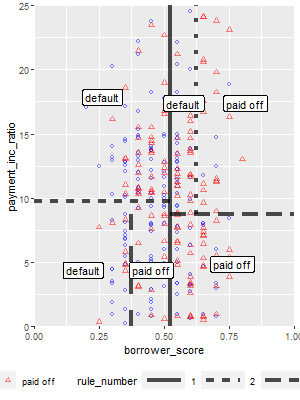 25
20
15
10
5
0
payment_inc_ratio
default
default
paid off
default
paid off
paid off
0.00
0.25
0.50
0.75
1.00
borrower_score
paid off rule_number 1 2